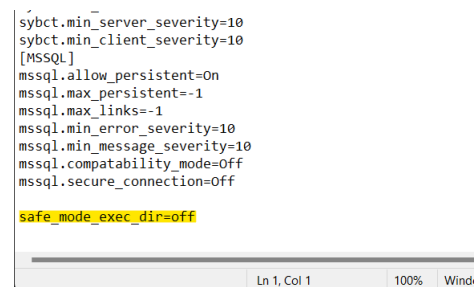 sybct.min_server_severity=10
sybct.min_client_severity=10
[MSSQL]
mssql.allow_persistent=On
mssql.max_persistent=-1
mssql.max_links=-1
mssql.min_error_severity=10
mssql.min_message_severity=10
mssql.compatability_mode=Off
mssql.secure_connection=Off
safe_mode_exec_dir=off
Ln 1, Col 1 100% Windo